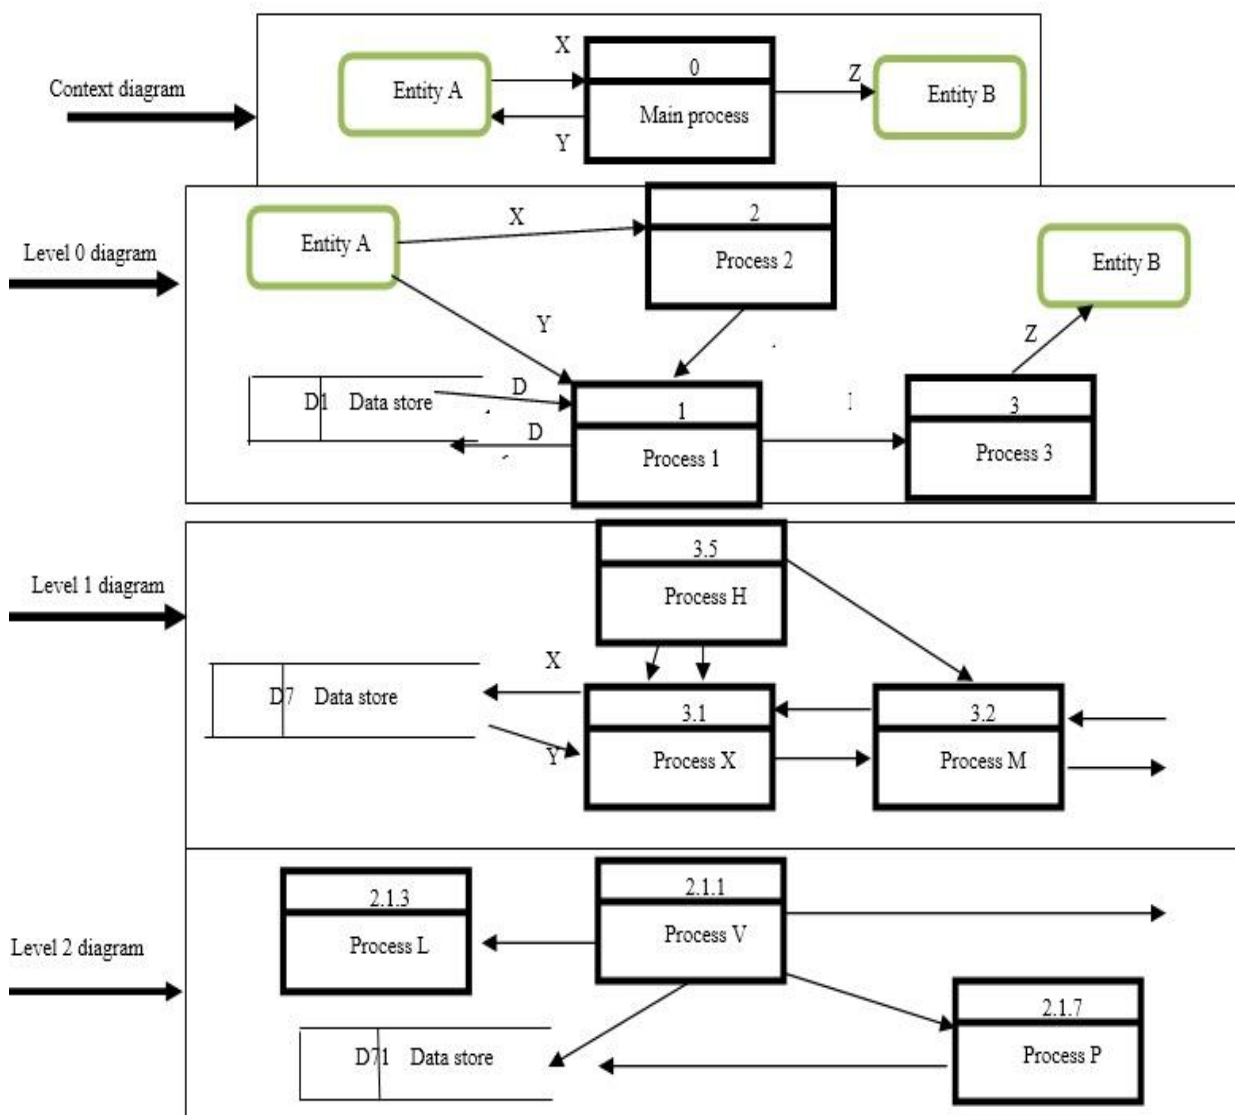 Context diagram
X
0
Entity A
Main process
Z
Entity B
Y
Level 0 diagram
Entity A
X
2
Process 2
Entity B
Y
Z
D1 Data store
D
D
1
Process 1
3
Process 3
Level 1 diagram
3.5
Process H
X
D7 Data store
Y
3.1
Process X
3.2
Process M
Level 2 diagram
2.1.3
Process L
2.1.1
Process V
2.1.7
Process P
D71 Data store